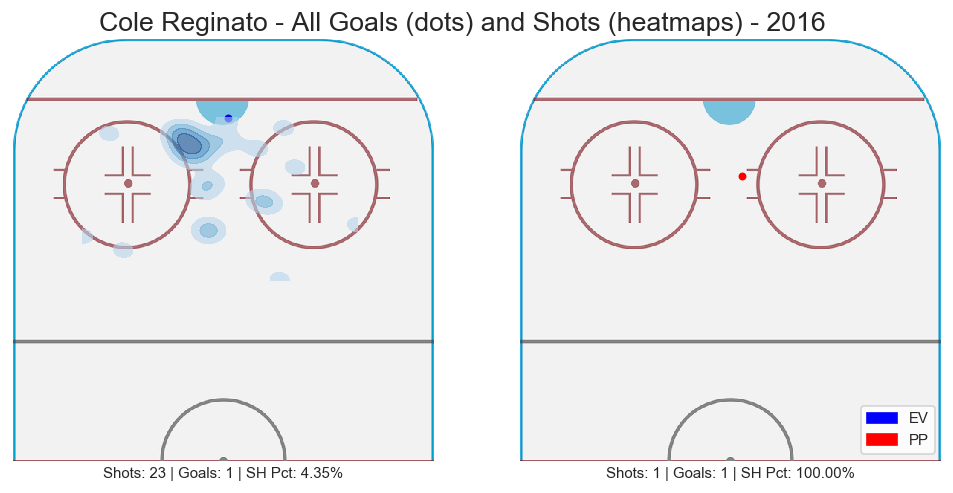 Cole Reginato - All Goals (dots) and Shots (heatmaps) - 2016
EV
PP
Shots: 23 | Goals: 1 | SH Pct: 4.35%
Shots: 1 | Goals: 1 | SH Pct: 100.00%